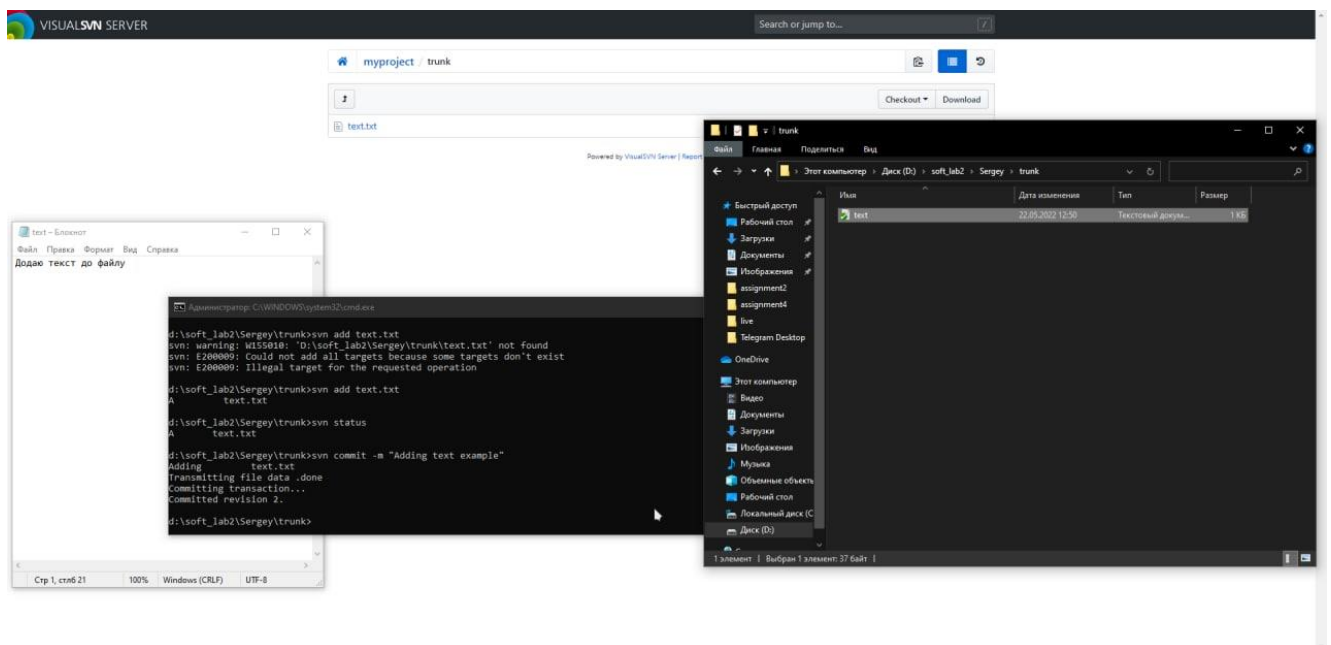 VISUALSVN SERVER
Search or jump to...
myproject / trunk
Checkout
Download
text.txt
Powered by VisualSVN Server | Report
text – Блокнот
Файл Правка Формат Вид Справка
Додаю текст до файлу
Стр 1, стлб 21
100%
Windows (CRLF)
UTF-8
Администратор: C:\WINDOWS\system32\cmd.exe
d:\soft_lab2\Sergey\trunk>svn add text.txt
svn: warning: W155010: 'D:\soft_lab2\Sergey\trunk\text.txt' not found
svn: E200009: Could not add all targets because some targets don't exist
svn: E200009: Illegal target for the requested operation
d:\soft_lab2\Sergey\trunk>svn add text.txt
A text.txt
d:\soft_lab2\Sergey\trunk>svn status
A text.txt
d:\soft_lab2\Sergey\trunk>svn commit -m "Adding text example"
Adding text.txt
Transmitting file data .done
Committing transaction...
Committed revision 2.
d:\soft_lab2\Sergey\trunk>
trunk
Файл Главная Поделиться Вид
Этот компьютер > Диск (D:) > soft_lab2 > Sergey > trunk
Имя Дата изменения Тип Размер
text 22.05.2022 12:50 Текстовый докум... 1 КБ
Быстрый доступ
Рабочий стол
Загрузки
Документы
Изображения
assignment2
assignment4
live
Telegram Desktop
OneDrive
Этот компьютер
Видео
Документы
Загрузки
Изображения
Музыка
Объемные объекть
Рабочий стол
Локальный диск (C
Диск (D:)
1 элемент
Выбран 1 элемент: 37 байт